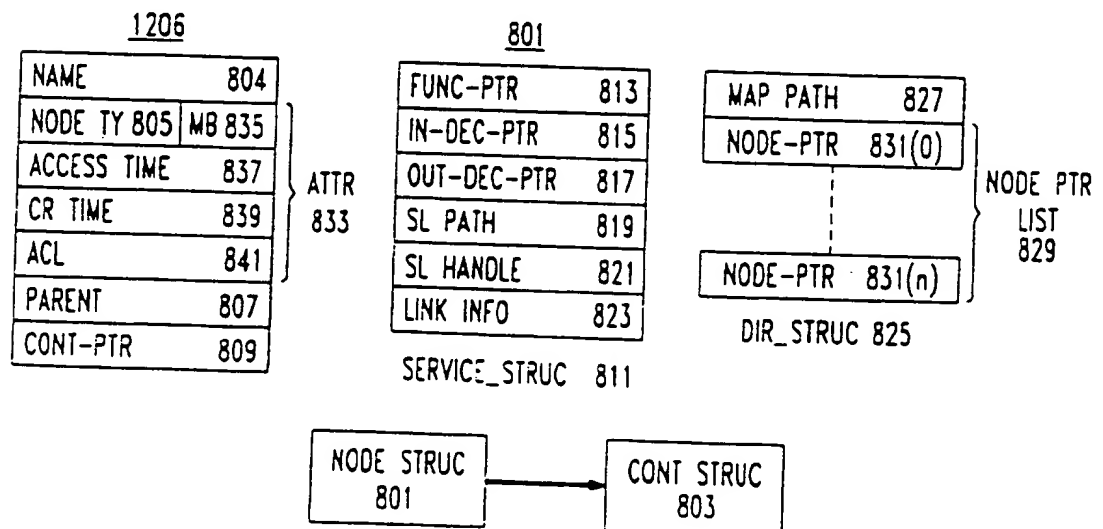 1206
NAME 804
NODE TY 805 MB 835
ACCESS TIME 837
CR TIME 839
ACL 841
PARENT 807
CONT-PTR 809
ATTR
833
801
FUNC-PTR 813
IN-DEC-PTR 815
OUT-DEC-PTR 817
SL PATH 819
SL HANDLE 821
LINK INFO 823
SERVICE_STRUC 811
MAP PATH 827
NODE-PTR 831(0)
NODE-PTR 831(n)
NODE PTR
LIST
829
DIR_STRUC 825
NODE STRUC
801
CONT STRUC
803